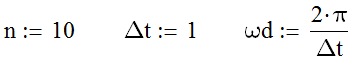 n := 10 Δt := 1 ωd := 2·π / Δt